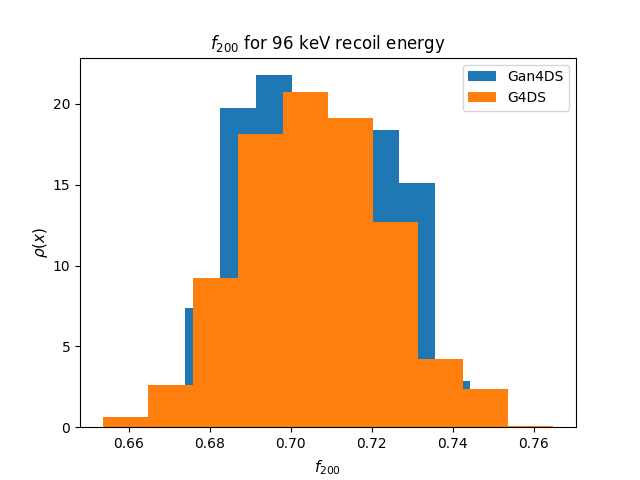 f₂₀₀ for 96 keV recoil energy
Gan4DS
G4DS
ρ(x)
20
15
10
5
0
0.66 0.68 0.70 0.72 0.74 0.76
f₂₀₀